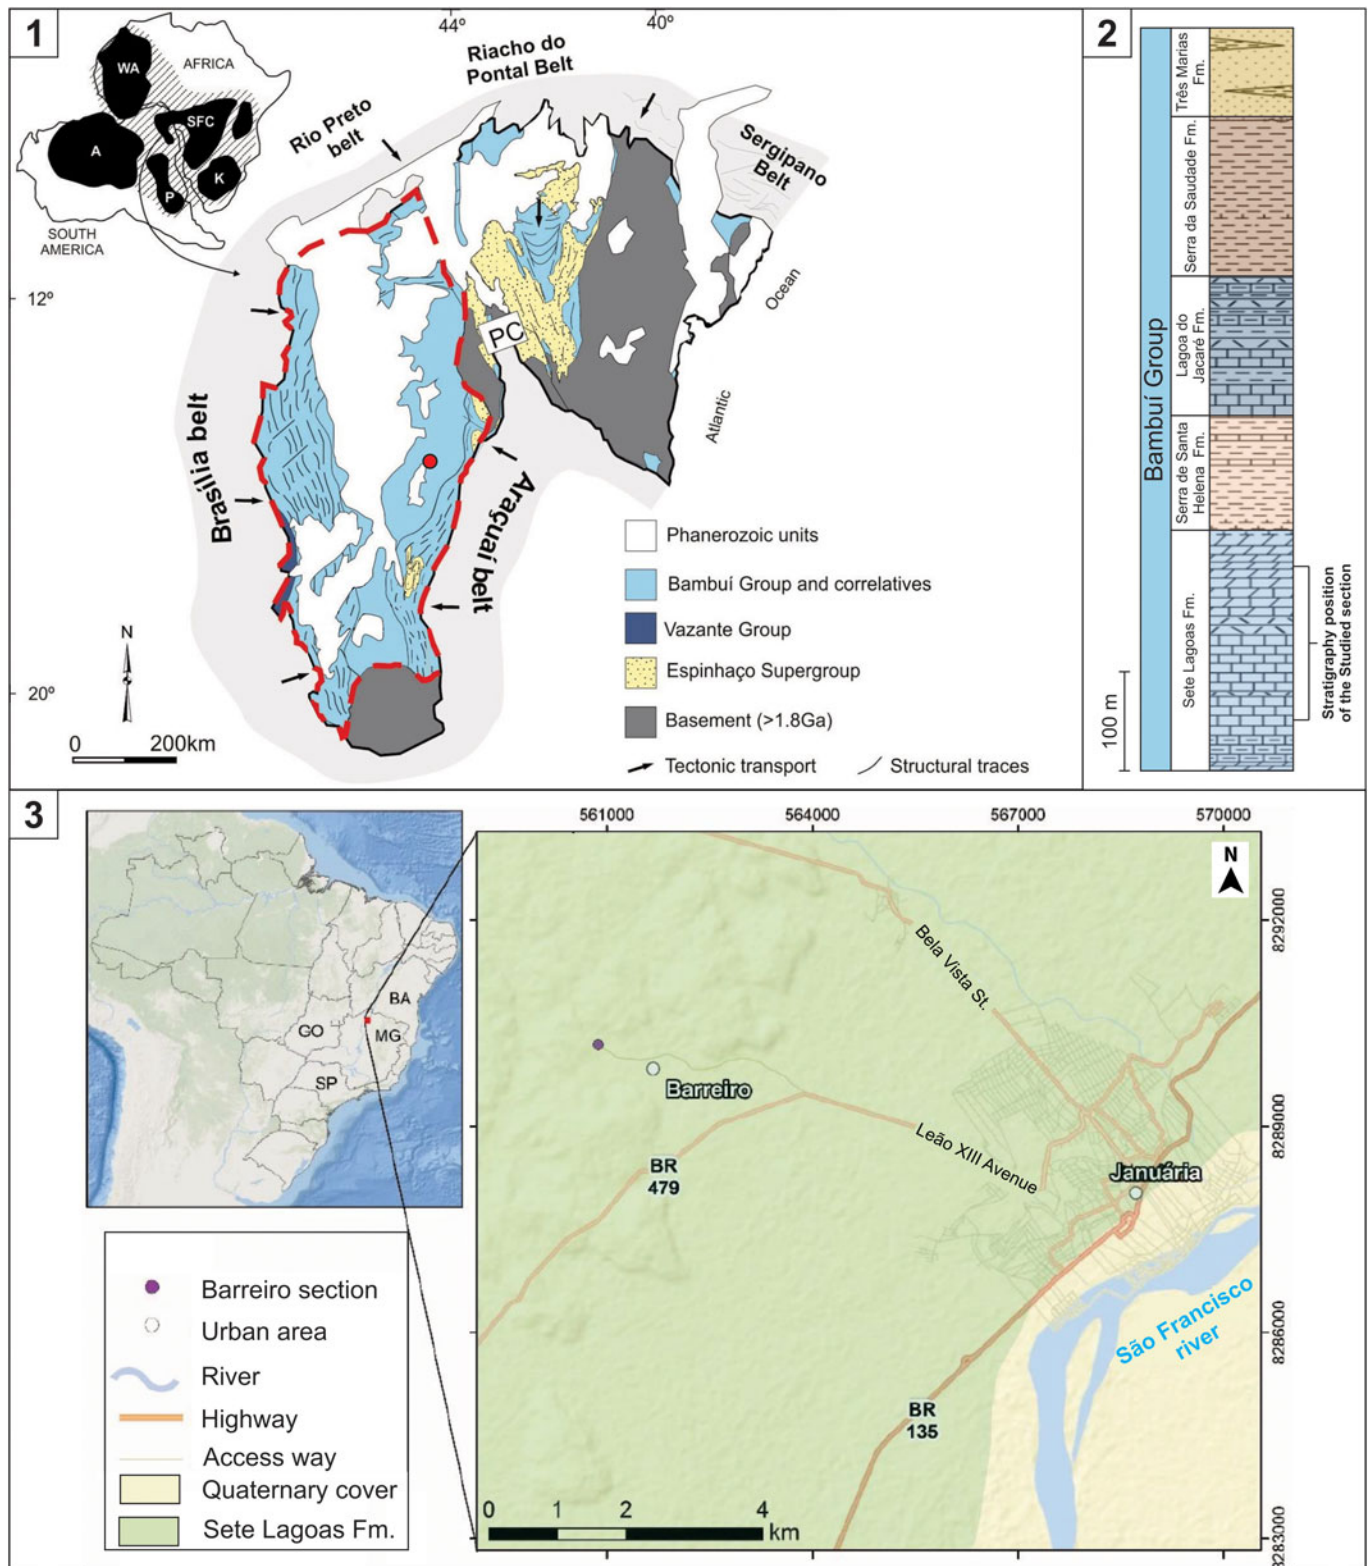 1
44º
40º
WA
AFRICA
SFC
A
K
P
SOUTH
AMERICA
Riacho do
Pontal Belt
Rio Preto
belt
Sergipano
Belt
12º
PC
Ocean
Atlantic
Brasília belt
Araçuaí belt
Phanerozoic units
Bambuí Group and correlatives
Vazante Group
Espinhaço Supergroup
Basement (>1.8Ga)
Tectonic transport
Structural traces
N
20º
0
200km
2
Bambuí Group
Três Marias
Fm.
Serra da Saudade Fm.
Lagoa do
Jacaré Fm.
Serra de Santa
Helena Fm.
Sete Lagoas Fm.
100 m
Stratigraphy position
of the Studied section
3
BA
GO
MG
SP
561000
564000
567000
570000
N
8292000
8289000
8286000
8283000
Bela Vista St.
Barreiro
Leão XIII Avenue
BR
479
Januária
São Francisco
river
BR
135
0
1
2
4
km
Barreiro section
Urban area
River
Highway
Access way
Quaternary cover
Sete Lagoas Fm.